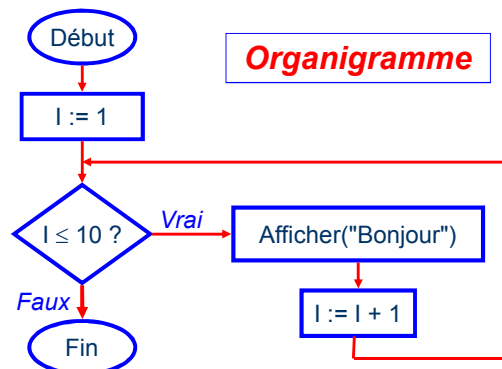 Début
Organigramme
I := 1
I ≤ 10 ?
Vrai
Afficher("Bonjour")
Faux
I := I + 1
Fin